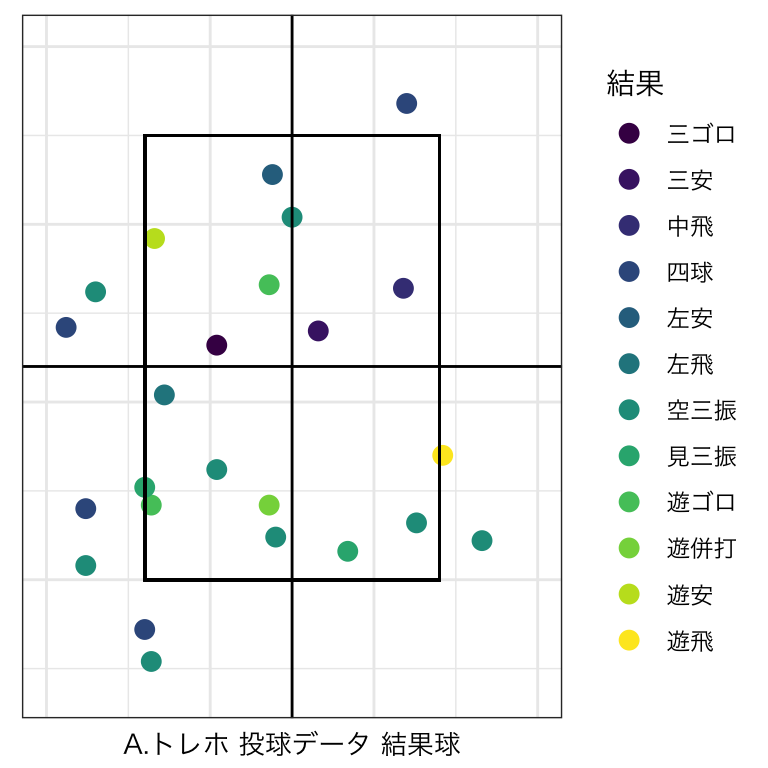 結果
三ゴロ
三安
中飛
四球
左安
左飛
空三振
見三振
遊ゴロ
遊併打
遊安
遊飛
A.トレホ 投球データ 結果球